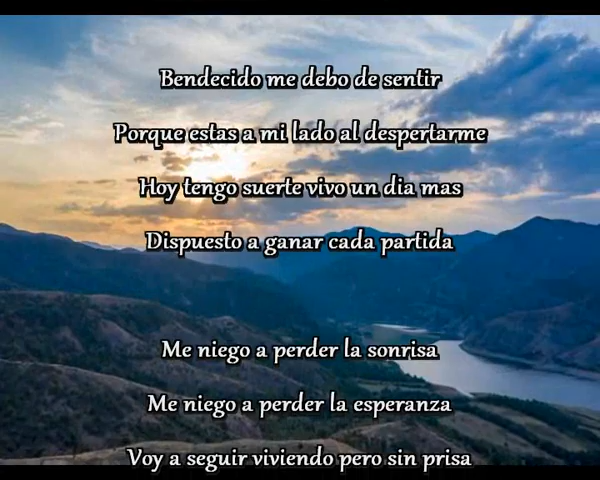 Bendecido me debo de sentir
Porque estas a mi lado al despertarme
Hoy tengo suerte vivo un dia mas
Dispuesto a ganar cada partida
Me niego a perder la sonrisa
Me niego a perder la esperanza
Voy a seguir viviendo pero sin prisa